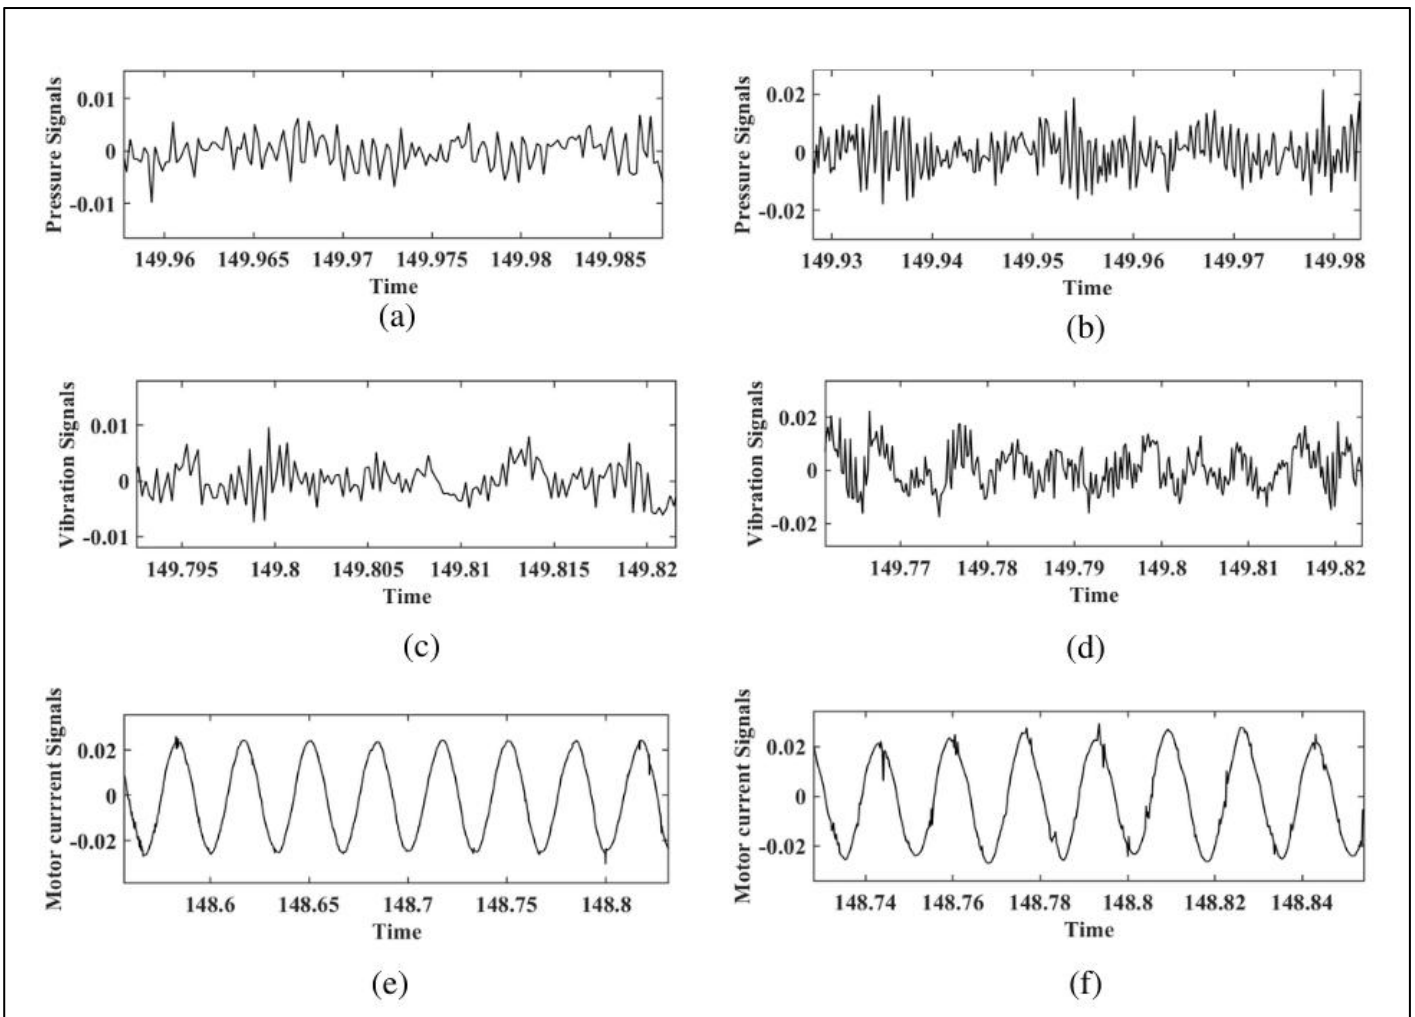 Pressure Signals
0.01
0
-0.01
149.96 149.965 149.97 149.975 149.98 149.985
Time
(a)
Pressure Signals
0.02
0
-0.02
149.93 149.94 149.95 149.96 149.97 149.98
Time
(b)
Vibration Signals
0.01
0
-0.01
149.795 149.8 149.805 149.81 149.815 149.82
Time
(c)
Vibration Signals
0.02
0
-0.02
149.77 149.78 149.79 149.8 149.81 149.82
Time
(d)
Motor currrent Signals
0.02
0
-0.02
148.6 148.65 148.7 148.75 148.8
Time
(e)
Motor current Signals
0.02
0
-0.02
148.74 148.76 148.78 148.8 148.82 148.84
Time
(f)